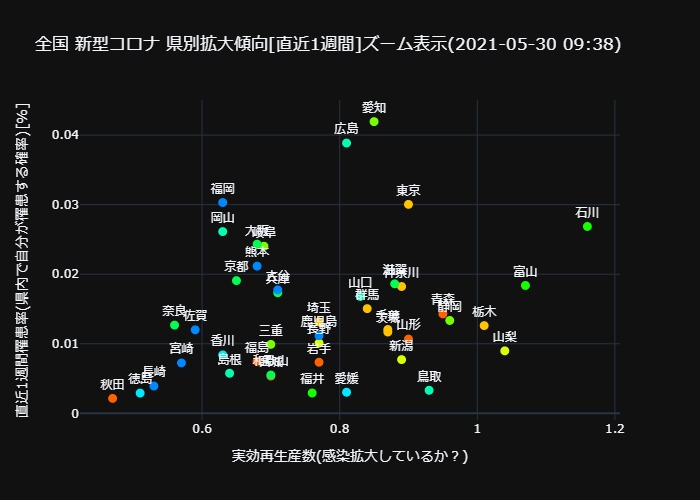 全国 新型コロナ 県別拡大傾向[直近1週間]ズーム表示(2021-05-30 09:38)
直近1週間罹患率(県内で自分が罹患する確率)[%]
0.04
0.03
0.02
0.01
0
愛知
広島
福岡
東京
岡山
石川
岐阜
熊本
京都
兵庫
富山
山口
神奈川
群馬
青森
静岡
栃木
奈良
佐賀
埼玉
鹿児島
長野
三重
山形
香川
福島
岩手
新潟
山梨
宮崎
島根
長崎
徳島
秋田
福井
愛媛
鳥取
0.6
0.8
1
1.2
実効再生産数(感染拡大しているか？)